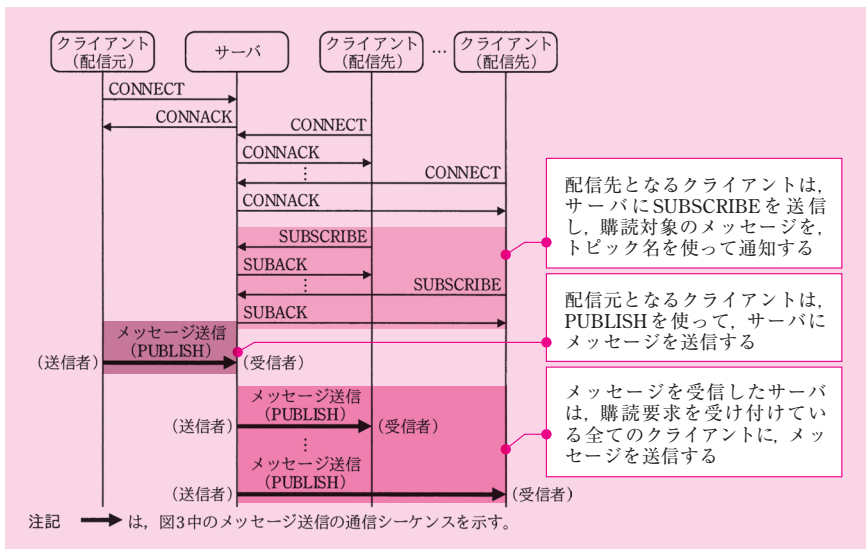 クライアント
(配信元)
サーバ
クライアント
(配信先)
…
クライアント
(配信先)
CONNECT
CONNACK
CONNECT
CONNACK
⋮
CONNECT
CONNACK
SUBSCRIBE
SUBACK
⋮
SUBSCRIBE
SUBACK
メッセージ送信
(PUBLISH)
(送信者)
(受信者)
メッセージ送信
(PUBLISH)
(送信者)
(受信者)
⋮
メッセージ送信
(PUBLISH)
(送信者)
(受信者)
配信先となるクライアントは,
サーバにSUBSCRIBEを送信
し, 購読対象のメッセージを,
トピック名を使って通知する
配信元となるクライアントは,
PUBLISHを使って, サーバに
メッセージを送信する
メッセージを受信したサーバ
は, 購読要求を受け付けてい
る全てのクライアントに, メッ
セージを送信する
注記 ➡ は, 図3中のメッセージ送信の通信シーケンスを示す。